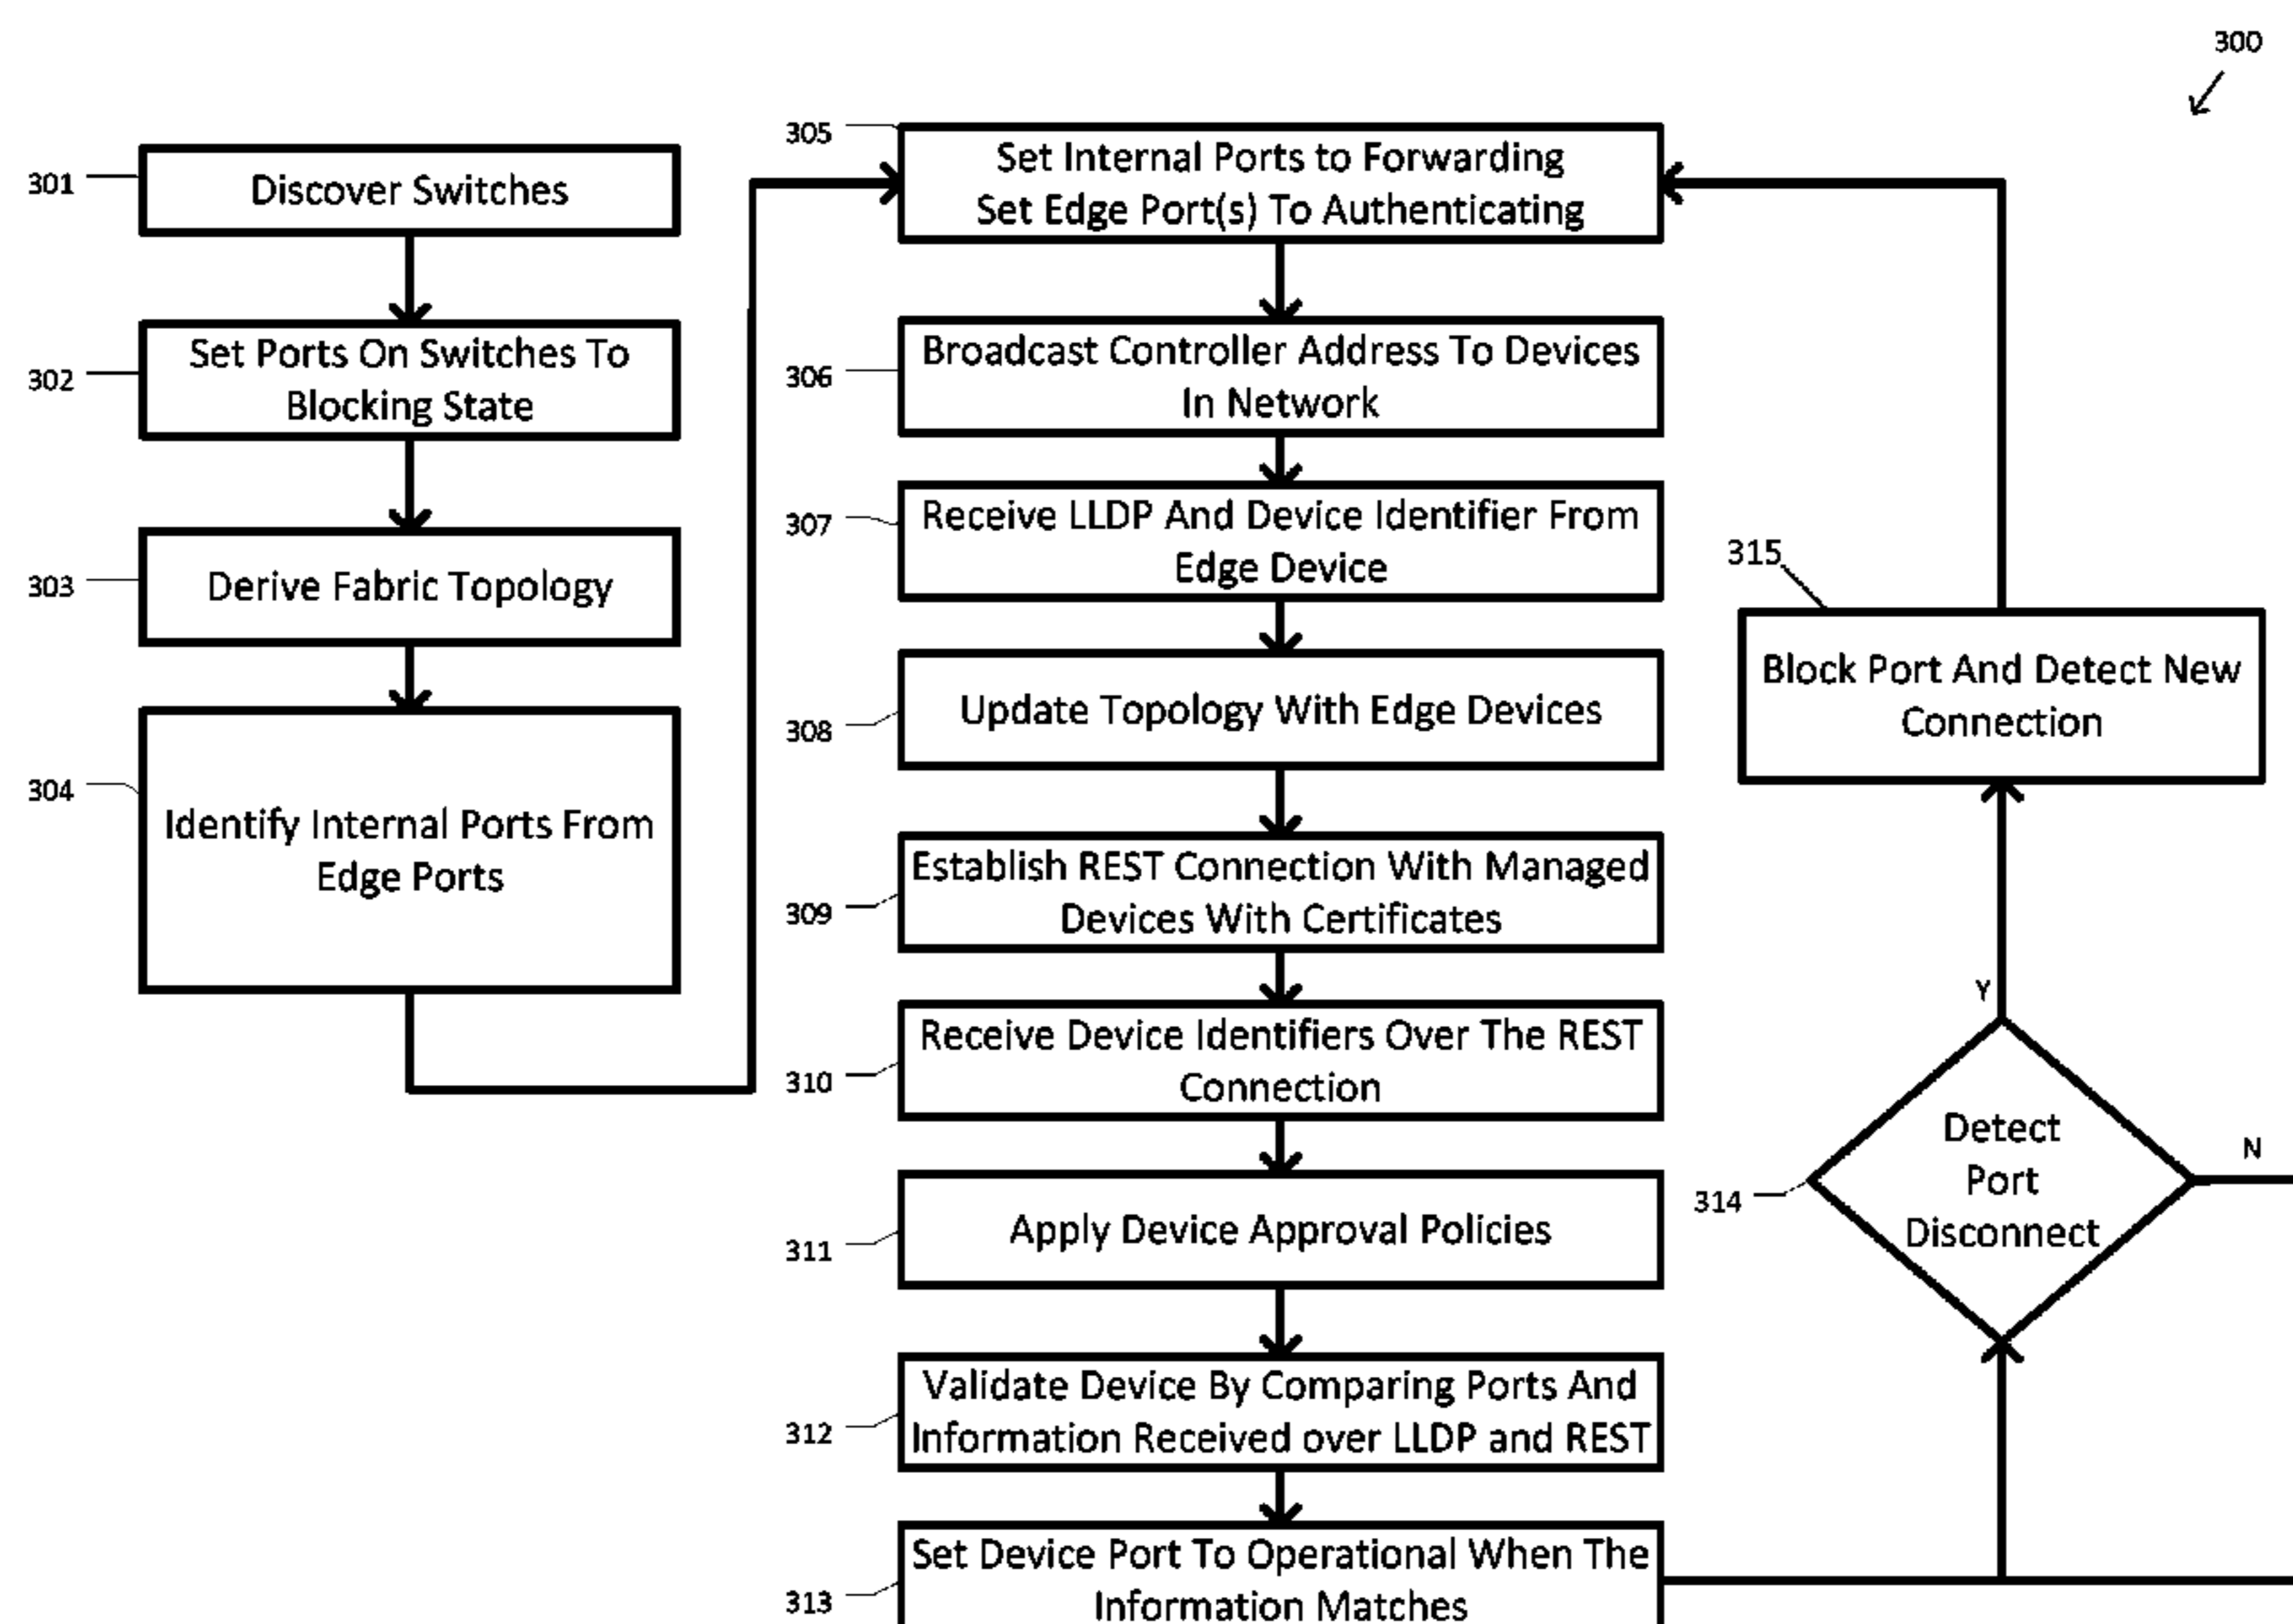 300
301
Discover Switches
302
Set Ports On Switches To
Blocking State
303
Derive Fabric Topology
304
Identify Internal Ports From
Edge Ports
305
Set Internal Ports to Forwarding
Set Edge Port(s) To Authenticating
306
Broadcast Controller Address To Devices
In Network
307
Receive LLDP And Device Identifier From
Edge Device
308
Update Topology With Edge Devices
309
Establish REST Connection With Managed
Devices With Certificates
310
Receive Device Identifiers Over The REST
Connection
311
Apply Device Approval Policies
312
Validate Device By Comparing Ports And
Information Received over LLDP and REST
313
Set Device Port To Operational When The
Information Matches
314
Detect
Port
Disconnect
Y
N
315
Block Port And Detect New
Connection